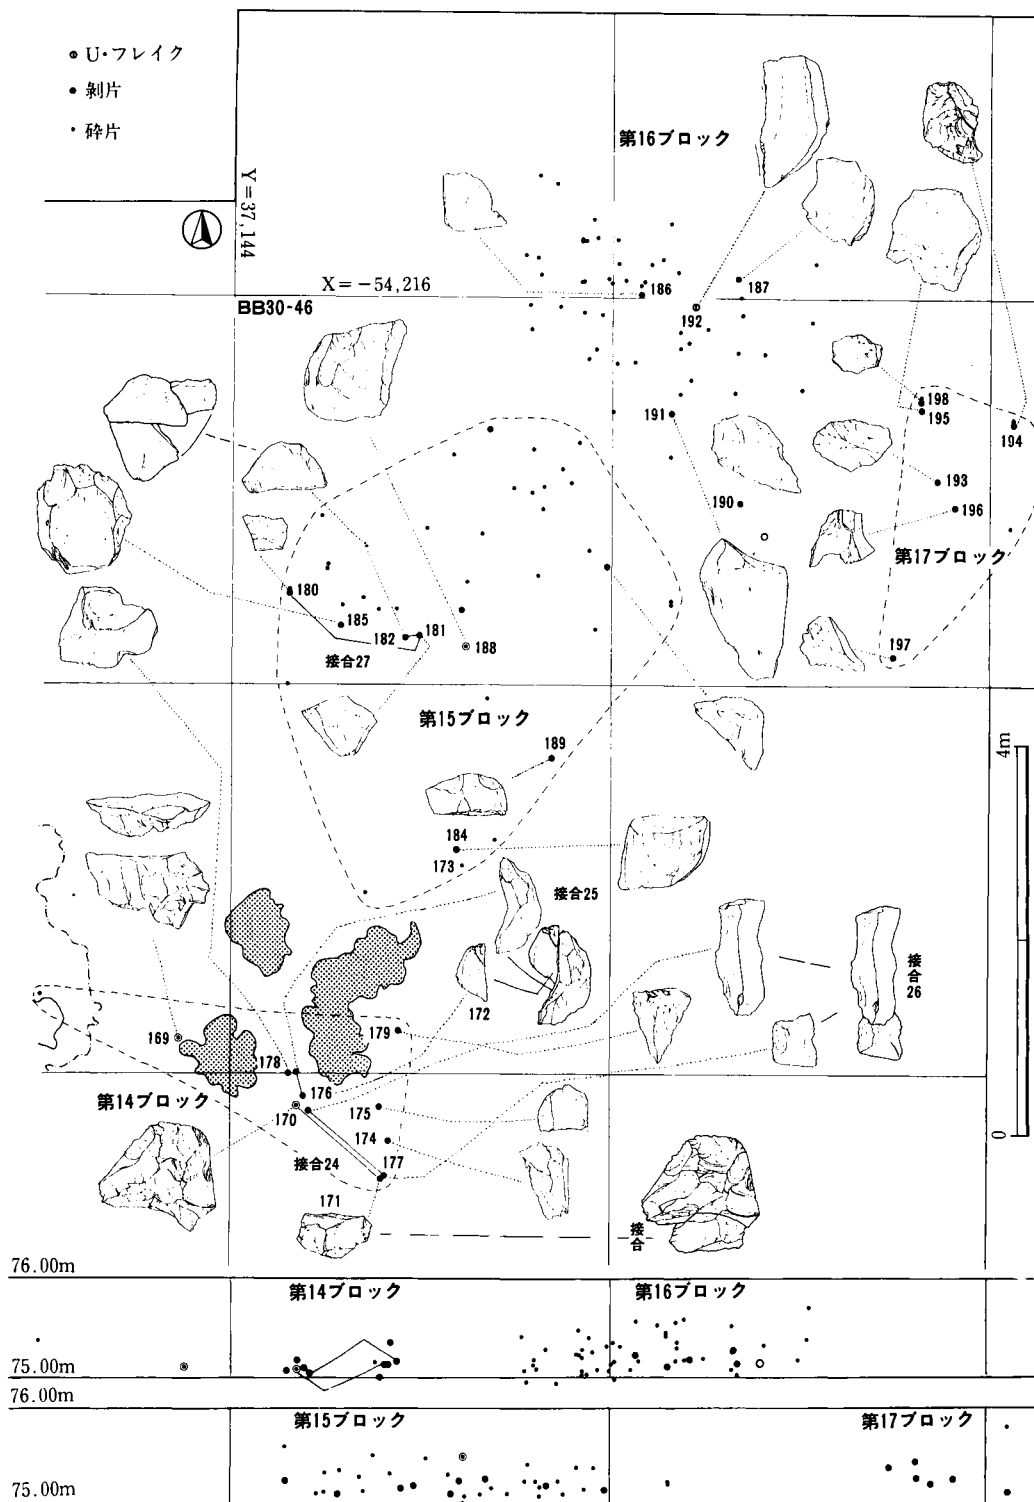 U・フレイク
剝片
砕片
第16ブロック
Y=37,144
X=-54,216
BB30-46
186
187
192
191
198
195
194
190
193
196
第17ブロック
180
185
182
181
188
接合27
197
第15ブロック
189
4m
184
173
接合25
接合26
172
169
179
178
176
第14ブロック
170
175
174
接合24
177
171
接合
0
76.00m
第14ブロック
第16ブロック
75.00m
76.00m
第15ブロック
第17ブロック
75.00m